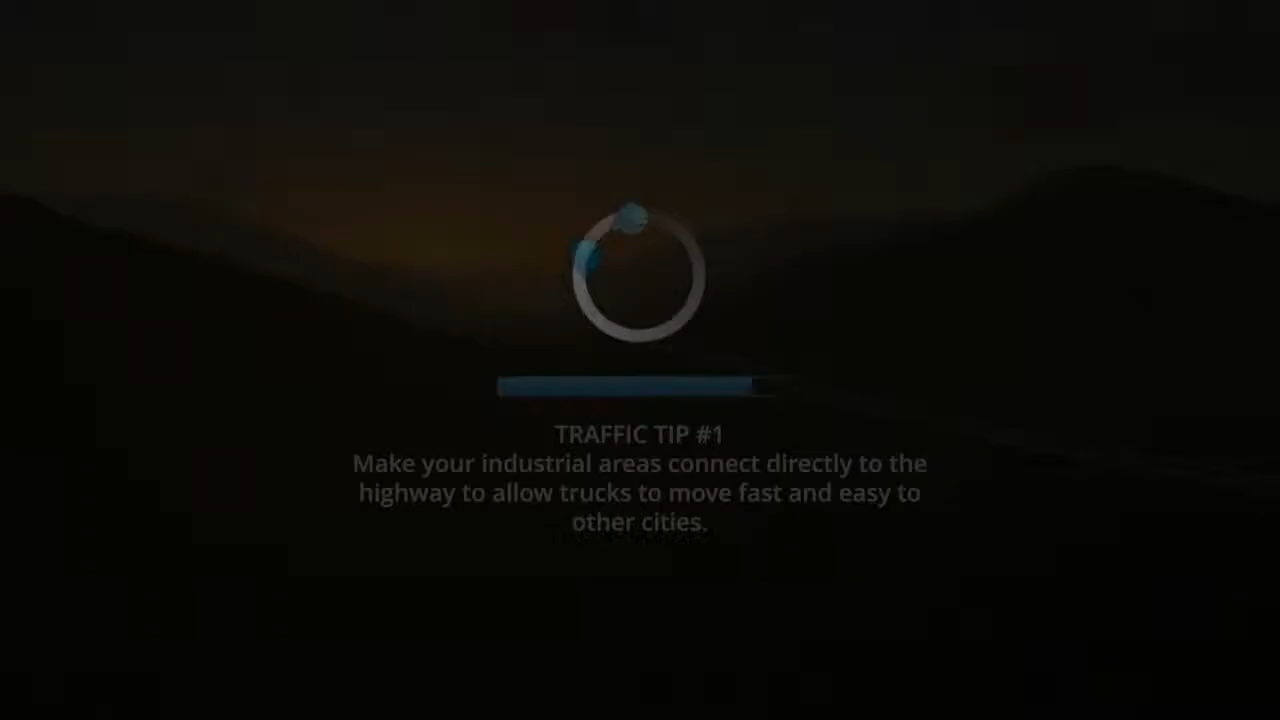 TRAFFIC TIP #1
Make your industrial areas connect directly to the
highway to allow trucks to move fast and easy to
other cities.